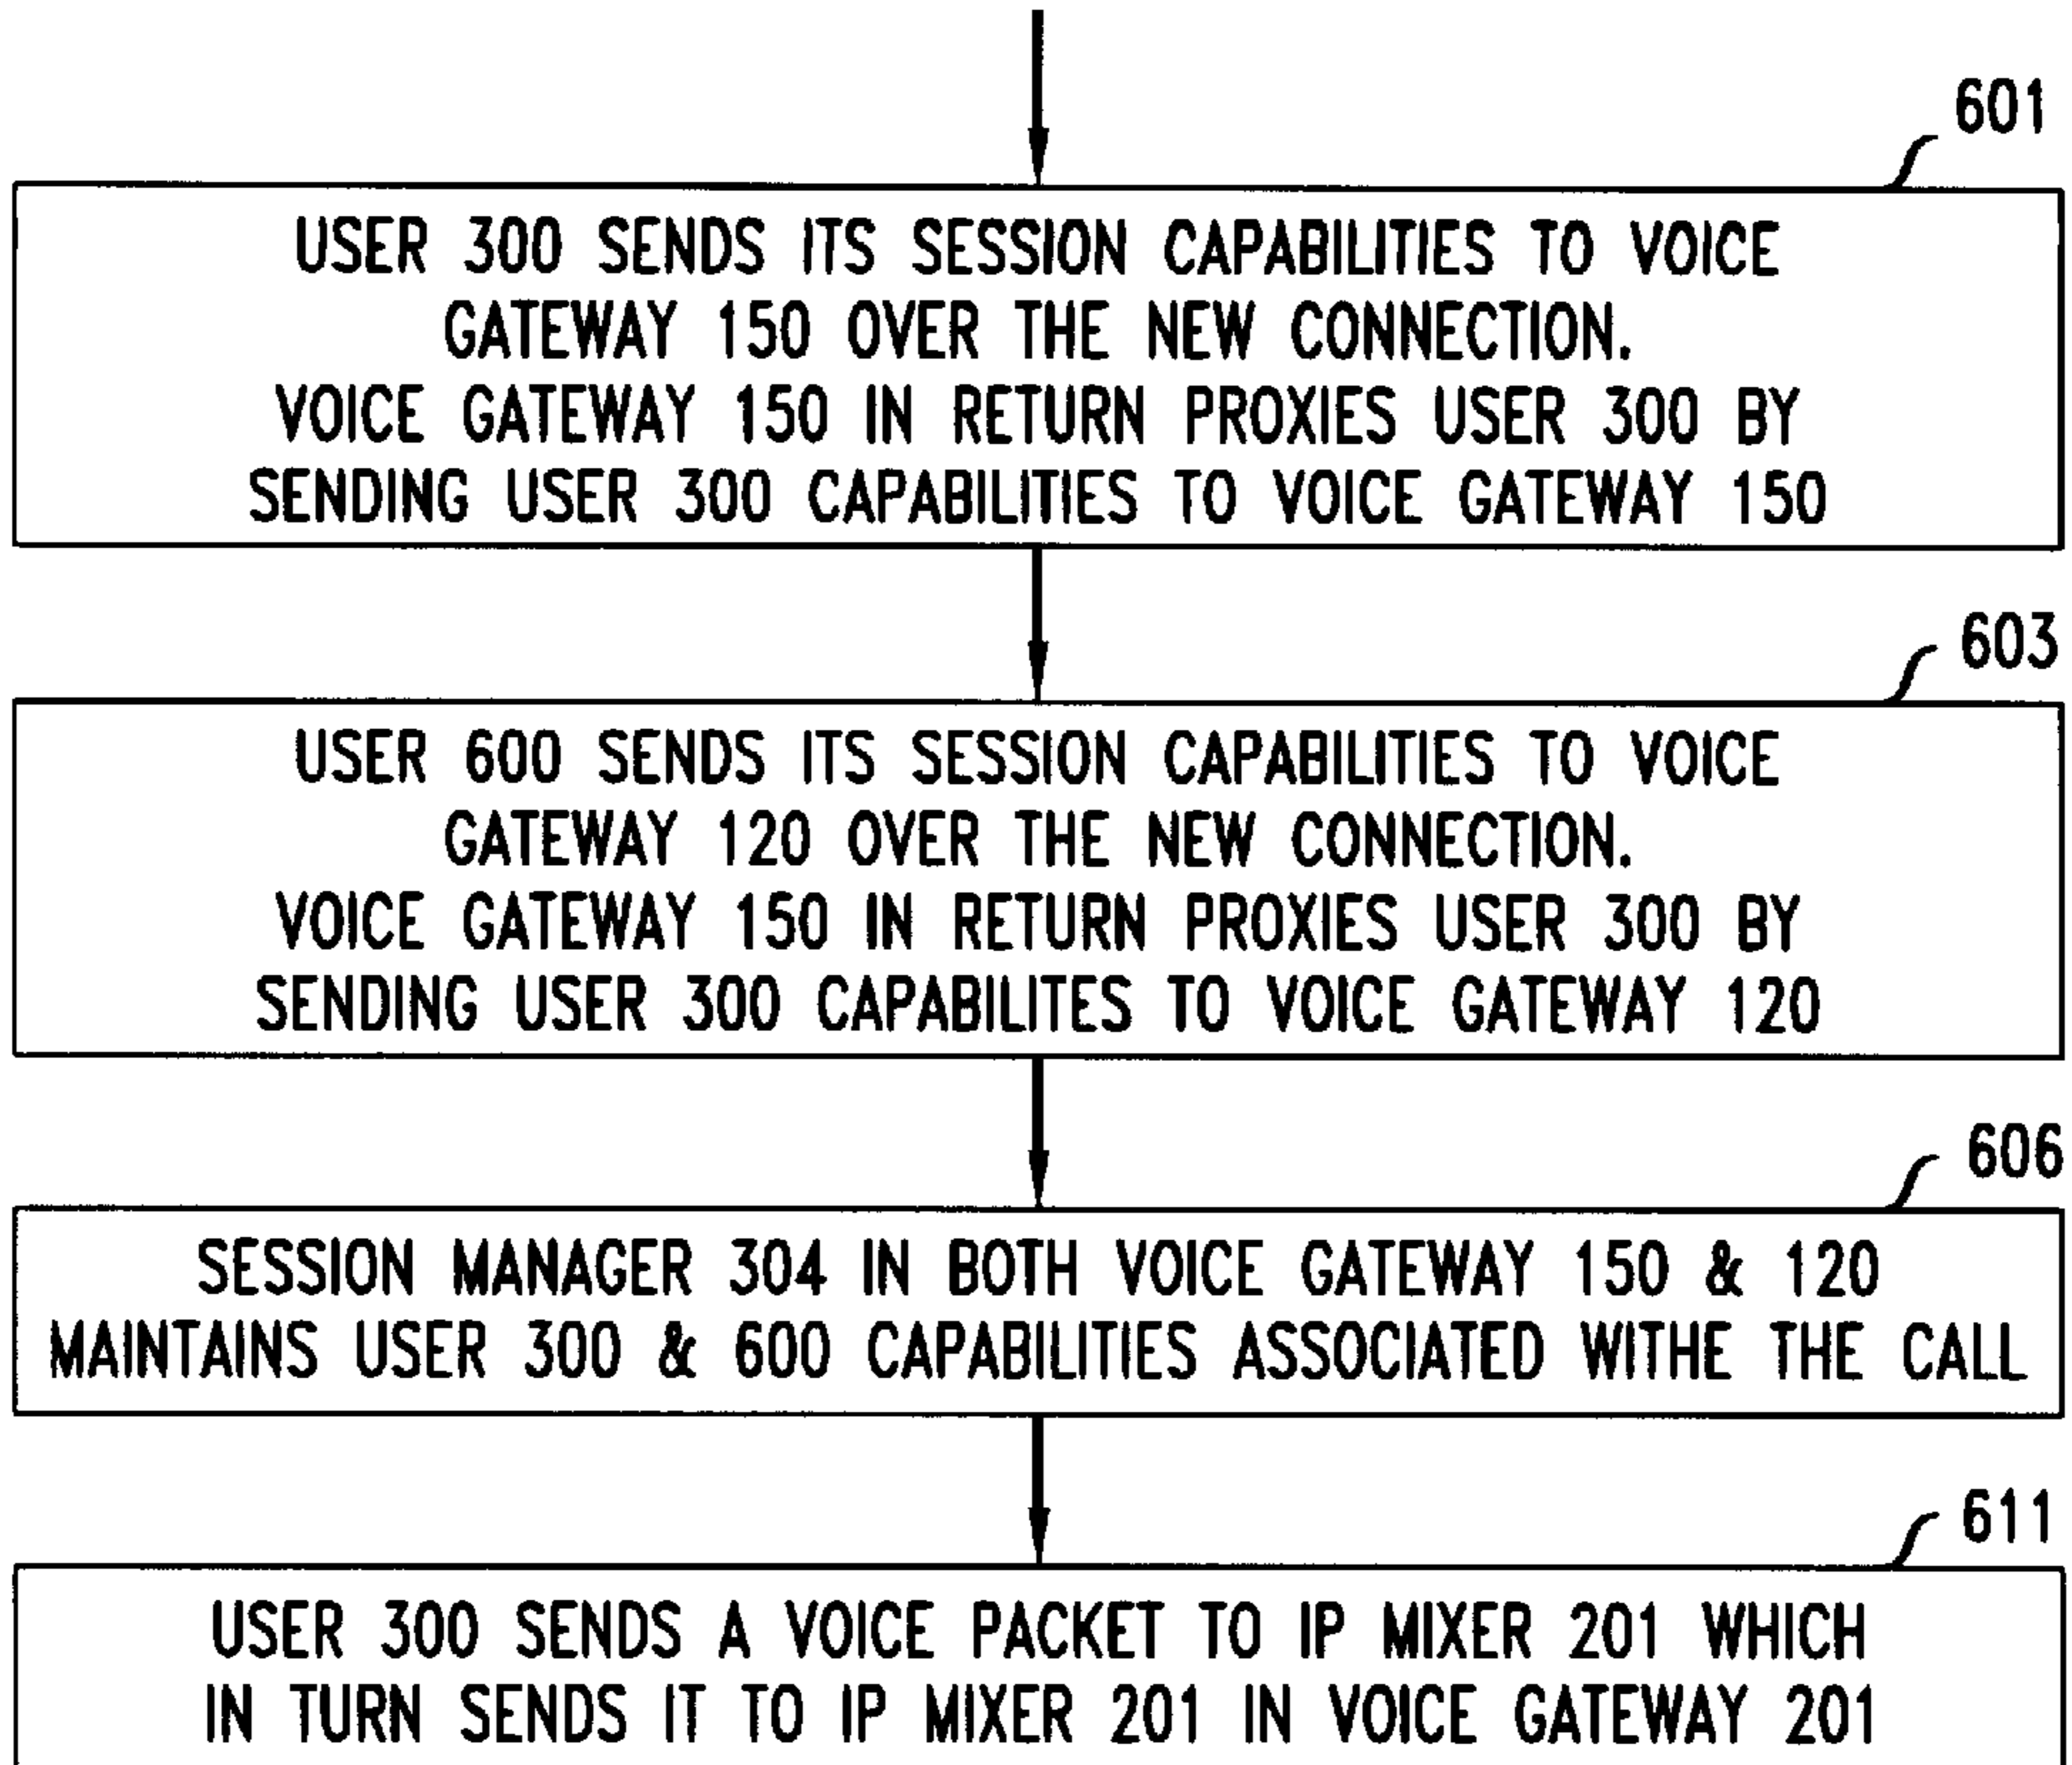 601
USER 300 SENDS ITS SESSION CAPABILITIES TO VOICE
GATEWAY 150 OVER THE NEW CONNECTION.
VOICE GATEWAY 150 IN RETURN PROXIES USER 300 BY
SENDING USER 300 CAPABILITIES TO VOICE GATEWAY 150
603
USER 600 SENDS ITS SESSION CAPABILITIES TO VOICE
GATEWAY 120 OVER THE NEW CONNECTION.
VOICE GATEWAY 150 IN RETURN PROXIES USER 300 BY
SENDING USER 300 CAPABILITES TO VOICE GATEWAY 120
606
SESSION MANAGER 304 IN BOTH VOICE GATEWAY 150 & 120
MAINTAINS USER 300 & 600 CAPABILITIES ASSOCIATED WITHE THE CALL
611
USER 300 SENDS A VOICE PACKET TO IP MIXER 201 WHICH
IN TURN SENDS IT TO IP MIXER 201 IN VOICE GATEWAY 201